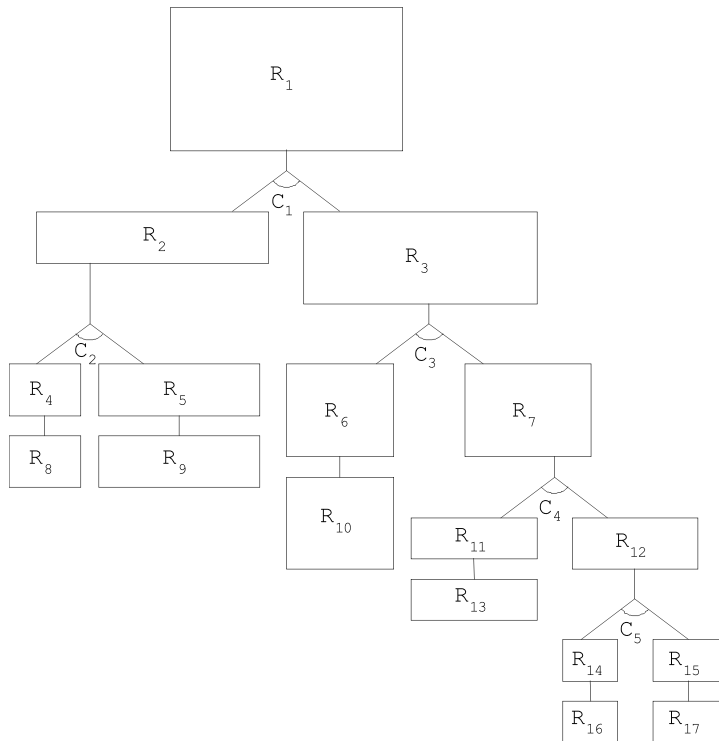 R₁
C₁
R₂
R₃
C₂
C₃
R₄ R₅
R₆ R₇
R₈ R₉
C₄
R₁₀
R₁₁ R₁₂
R₁₃
C₅
R₁₄ R₁₅
R₁₆ R₁₇